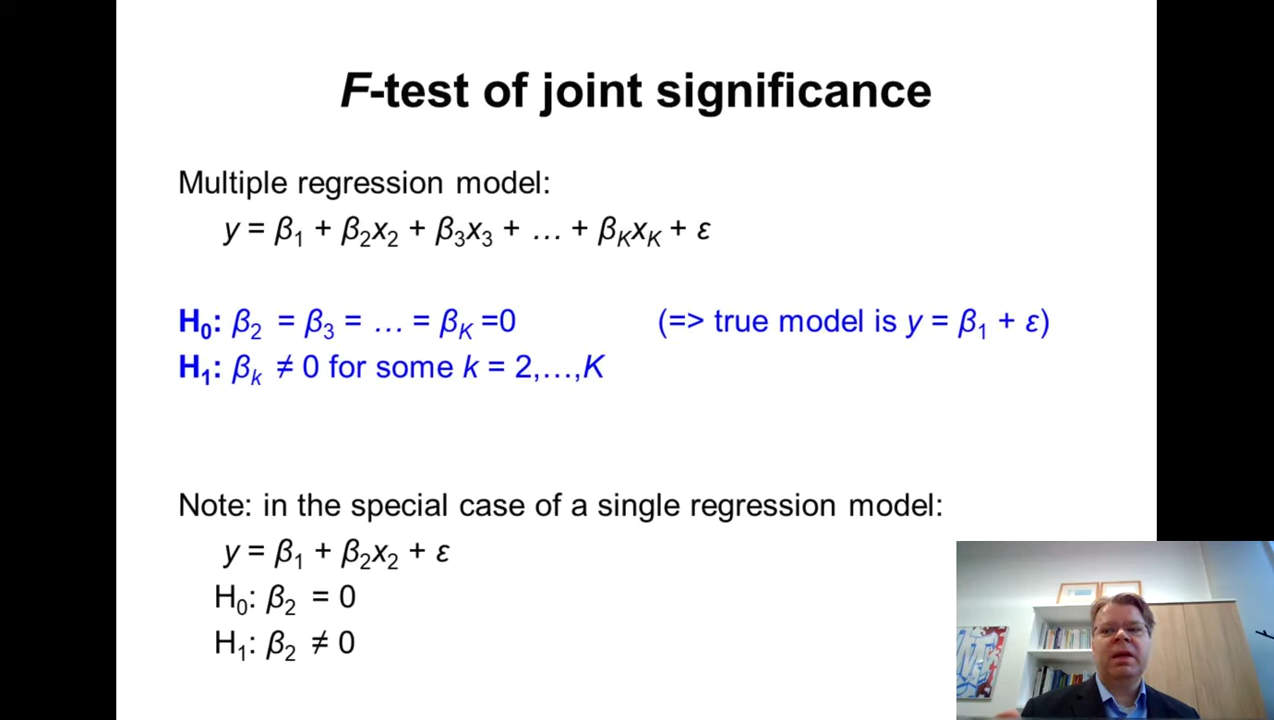 F-test of joint significance
Multiple regression model:
y = β₁ + β₂x₂ + β₃x₃ + … + βₖxₖ + ε
H₀: β₂ = β₃ = … = βₖ =0 (=> true model is y = β₁ + ε)
H₁: βₖ ≠ 0 for some k = 2,…,K
Note: in the special case of a single regression model:
y = β₁ + β₂x₂ + ε
H₀: β₂ = 0
H₁: β₂ ≠ 0